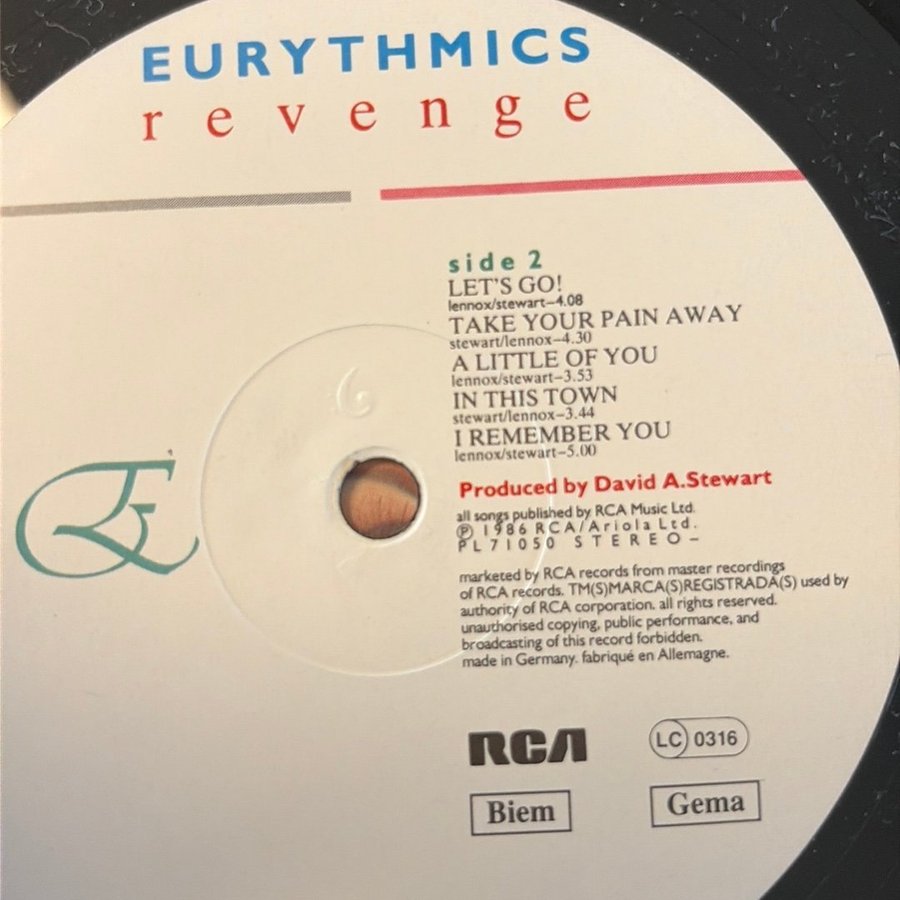 EURYTHMICS
revenge
side 2
LET'S GO!
lennox/stewart–4.08
TAKE YOUR PAIN AWAY
stewart/lennox–4.30
A LITTLE OF YOU
lennox/stewart–3.53
IN THIS TOWN
stewart/lennox–3.44
I REMEMBER YOU
lennox/stewart–5.00
Produced by David A.Stewart
all songs published by RCA Music Ltd.
Ⓟ 1986 RCA/Ariola Ltd.
PL71050 STEREO–
marketed by RCA records from master recordings
of RCA records. TM(S)MARCA(S)REGISTRADA(S) used by
authority of RCA corporation. all rights reserved.
unauthorised copying, public performance, and
broadcasting of this record forbidden.
made in Germany. fabriqué en Allemagne.
E
6
RCA
LC 0316
Biem
Gema